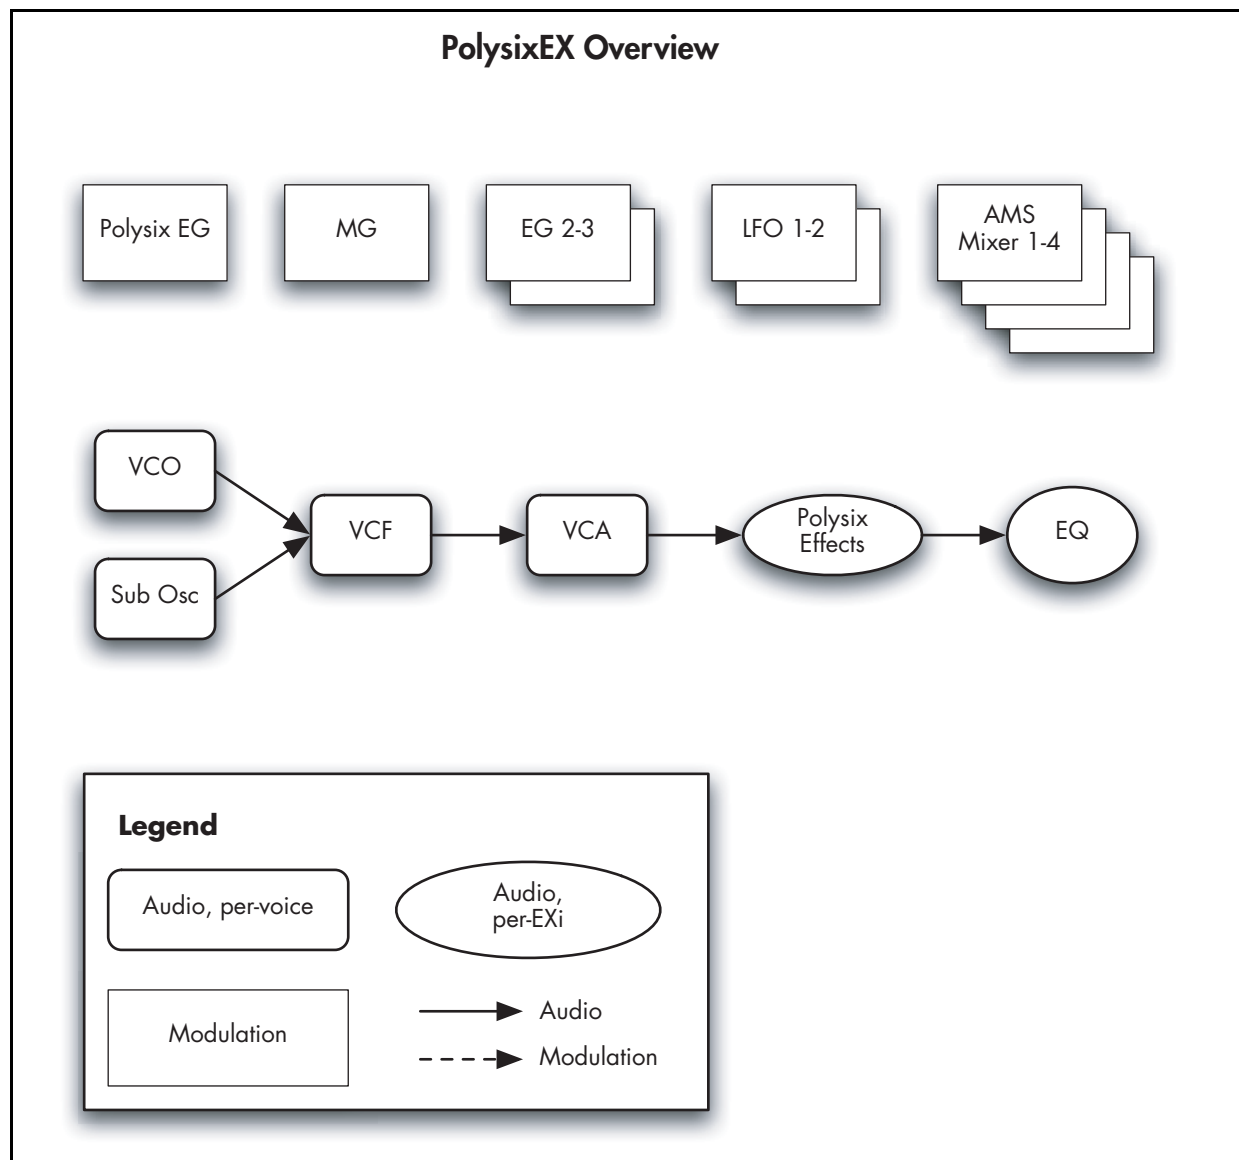 PolysixEX Overview
Polysix EG
MG
EG 2-3
LFO 1-2
AMS
Mixer 1-4
VCO
Sub Osc
VCF
VCA
Polysix
Effects
EQ
Legend
Audio, per-voice
Audio,
per-EXi
Modulation
Audio
Modulation